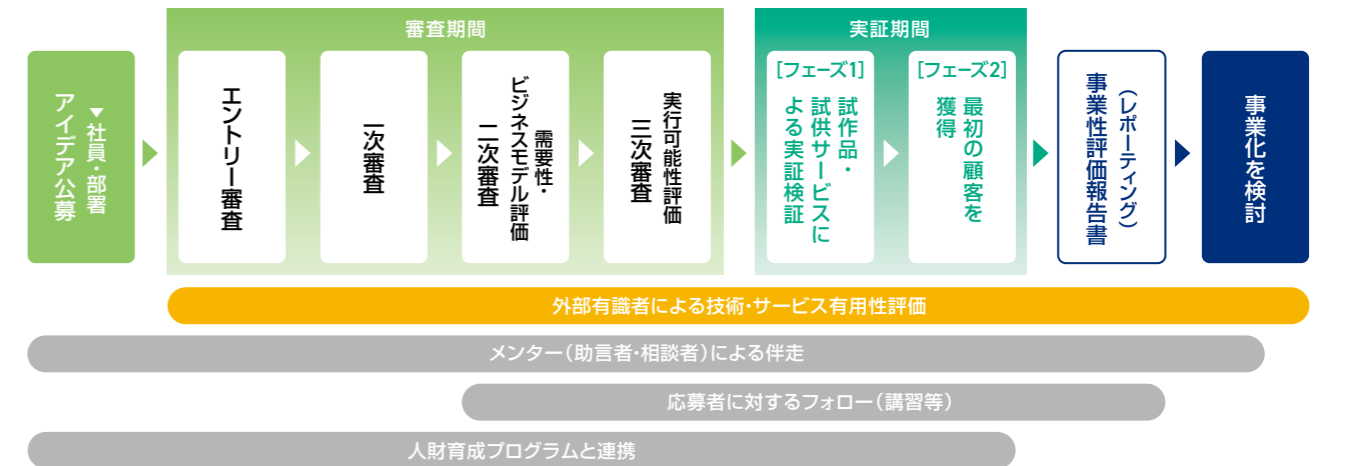 審査期間
実証期間
アイデア公募
▼社員・部署
エントリー審査
一次審査
二次審査
ビジネスモデル評価
需要性・
三次審査
実行可能性評価
[フェーズ1]
試作品・
試供サービスに
よる実証検証
[フェーズ2]
最初の顧客を
獲得
事業性評価報告書
（レポーティング）
事業化を検討
外部有識者による技術・サービス有用性評価
メンター（助言者・相談者）による伴走
応募者に対するフォロー（講習等）
人財育成プログラムと連携